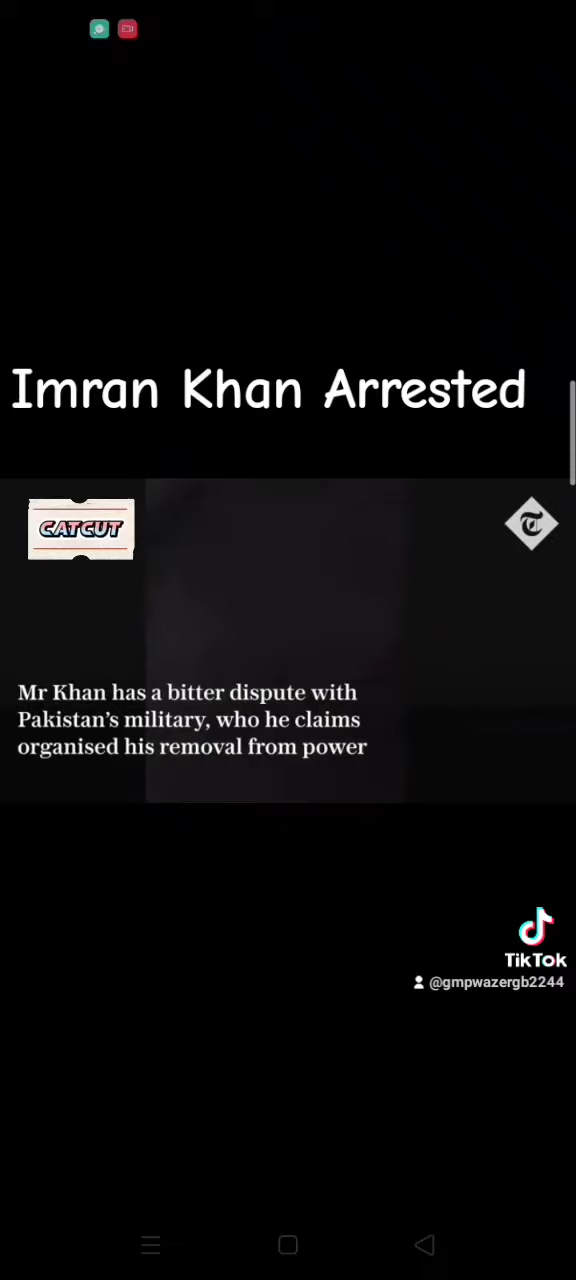 Imran Khan Arrested
CATCUT
T
Mr Khan has a bitter dispute with
Pakistan's military, who he claims
organised his removal from power
TikTok
@gmpwazergb2244